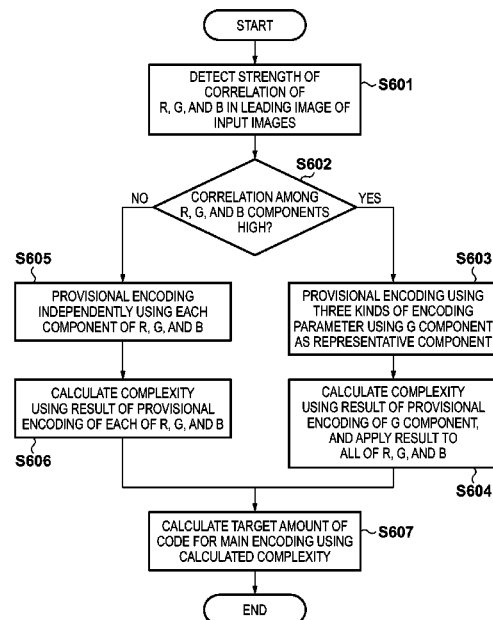 START
DETECT STRENGTH OF
CORRELATION OF
R, G, AND B IN LEADING IMAGE OF
INPUT IMAGES
S601
S602
CORRELATION AMONG
R, G, AND B COMPONENTS
HIGH?
NO
YES
S605
PROVISIONAL ENCODING
INDEPENDENTLY USING EACH
COMPONENT OF R, G, AND B
S603
PROVISIONAL ENCODING USING
THREE KINDS OF ENCODING
PARAMETER USING G COMPONENT
AS REPRESENTATIVE COMPONENT
CALCULATE COMPLEXITY
USING RESULT OF PROVISIONAL
ENCODING OF EACH OF R, G, AND B
S606
CALCULATE COMPLEXITY
USING RESULT OF PROVISIONAL
ENCODING OF G COMPONENT,
AND APPLY RESULT TO
ALL OF R, G, AND B
S604
CALCULATE TARGET AMOUNT OF
CODE FOR MAIN ENCODING USING
CALCULATED COMPLEXITY
S607
END